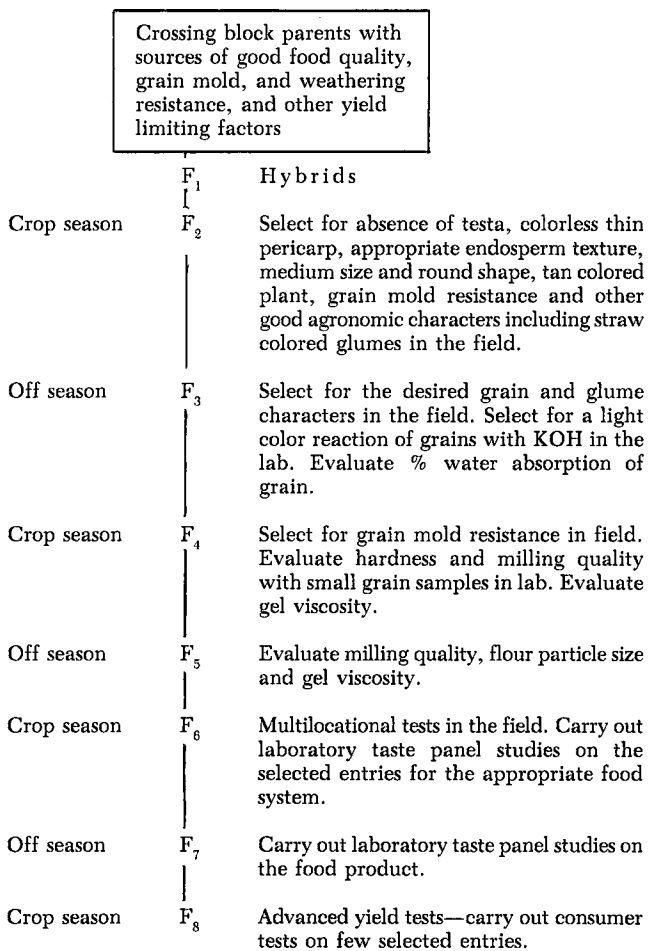 Crossing block parents with
sources of good food quality,
grain mold, and weathering
resistance, and other yield
limiting factors
F1 Hybrids
Crop season F2 Select for absence of testa, colorless thin
pericarp, appropriate endosperm texture,
medium size and round shape, tan colored
plant, grain mold resistance and other
good agronomic characters including straw
colored glumes in the field.
Off season F3 Select for the desired grain and glume
characters in the field. Select for a light
color reaction of grains with KOH in the
lab. Evaluate % water absorption of
grain.
Crop season F4 Select for grain mold resistance in field.
Evaluate hardness and milling quality
with small grain samples in lab. Evaluate
gel viscosity.
Off season F5 Evaluate milling quality, flour particle size
and gel viscosity.
Crop season F6 Multilocational tests in the field. Carry out
laboratory taste panel studies on the
selected entries for the appropriate food
system.
Off season F7 Carry out laboratory taste panel studies on
the food product.
Crop season F8 Advanced yield tests—carry out consumer
tests on few selected entries.